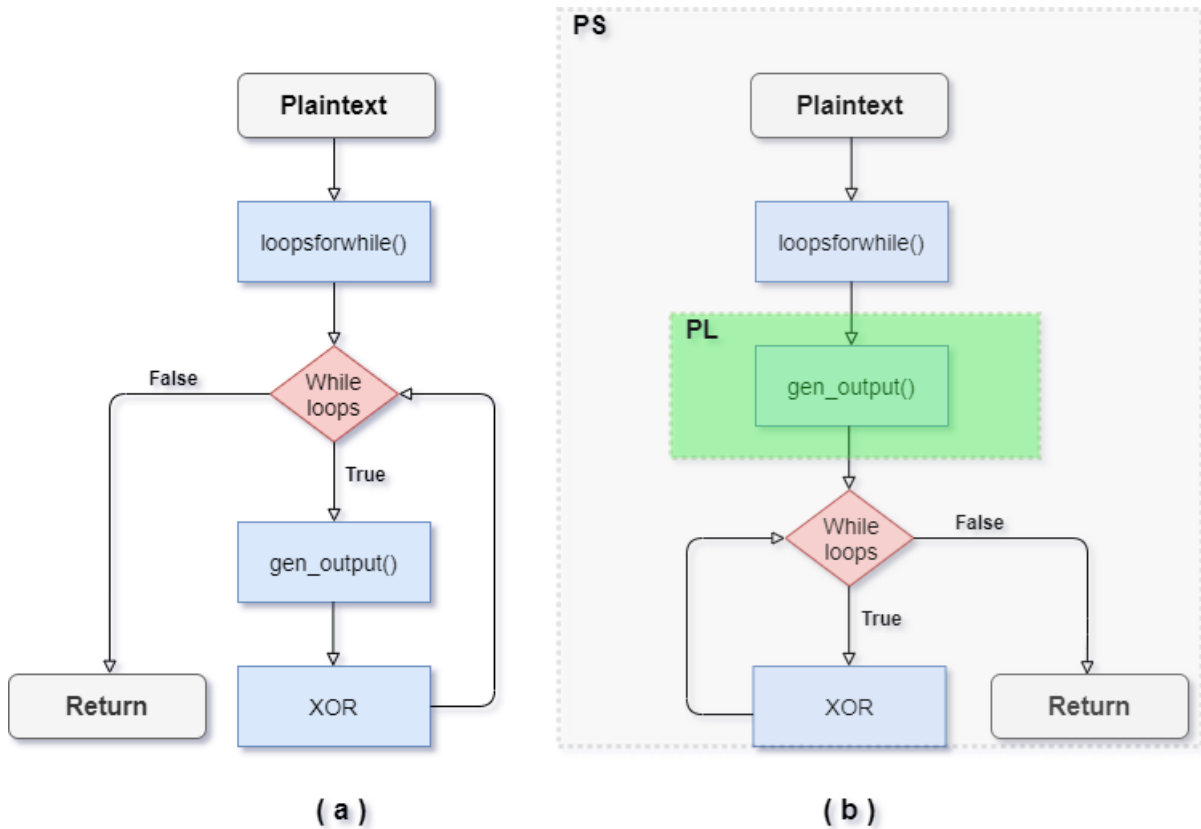 Plaintext
loopsforwhile()
While
loops
False
True
gen_output()
XOR
Return
( a )
PS
Plaintext
loopsforwhile()
PL
gen_output()
While
loops
False
True
XOR
Return
( b )